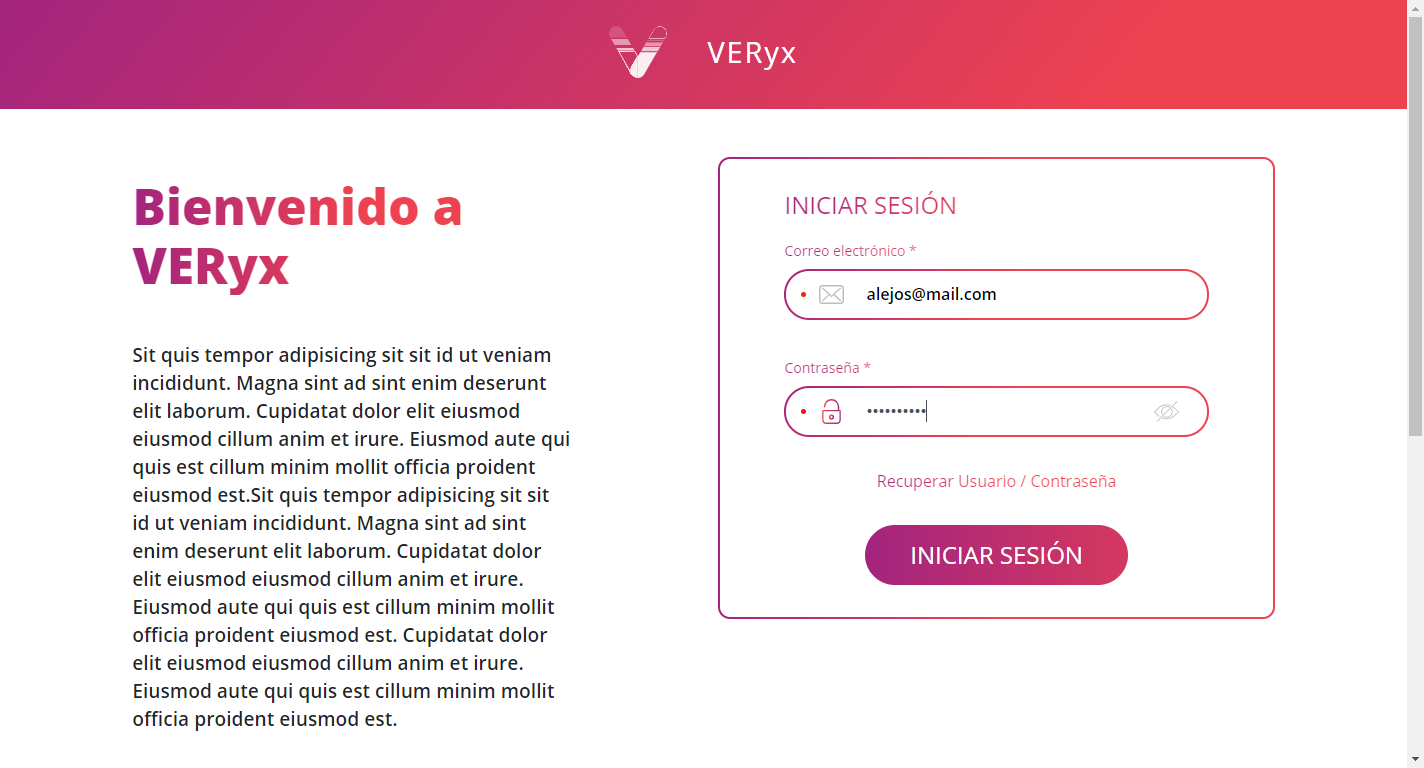 VERyx
Bienvenido a
VERyx
Sit quis tempor adipisicing sit sit id ut veniam
incididunt. Magna sint ad sint enim deserunt
elit laborum. Cupidatat dolor elit eiusmod
eiusmod cillum anim et irure. Eiusmod aute qui
quis est cillum minim mollit officia proident
eiusmod est.Sit quis tempor adipisicing sit sit
id ut veniam incididunt. Magna sint ad sint
enim deserunt elit laborum. Cupidatat dolor
elit eiusmod eiusmod cillum anim et irure.
Eiusmod aute qui quis est cillum minim mollit
officia proident eiusmod est. Cupidatat dolor
elit eiusmod eiusmod cillum anim et irure.
Eiusmod aute qui quis est cillum minim mollit
officia proident eiusmod est.
INICIAR SESIÓN
Correo electrónico *
alejos@mail.com
Contraseña *
••••••••••
Recuperar Usuario / Contraseña
INICIAR SESIÓN